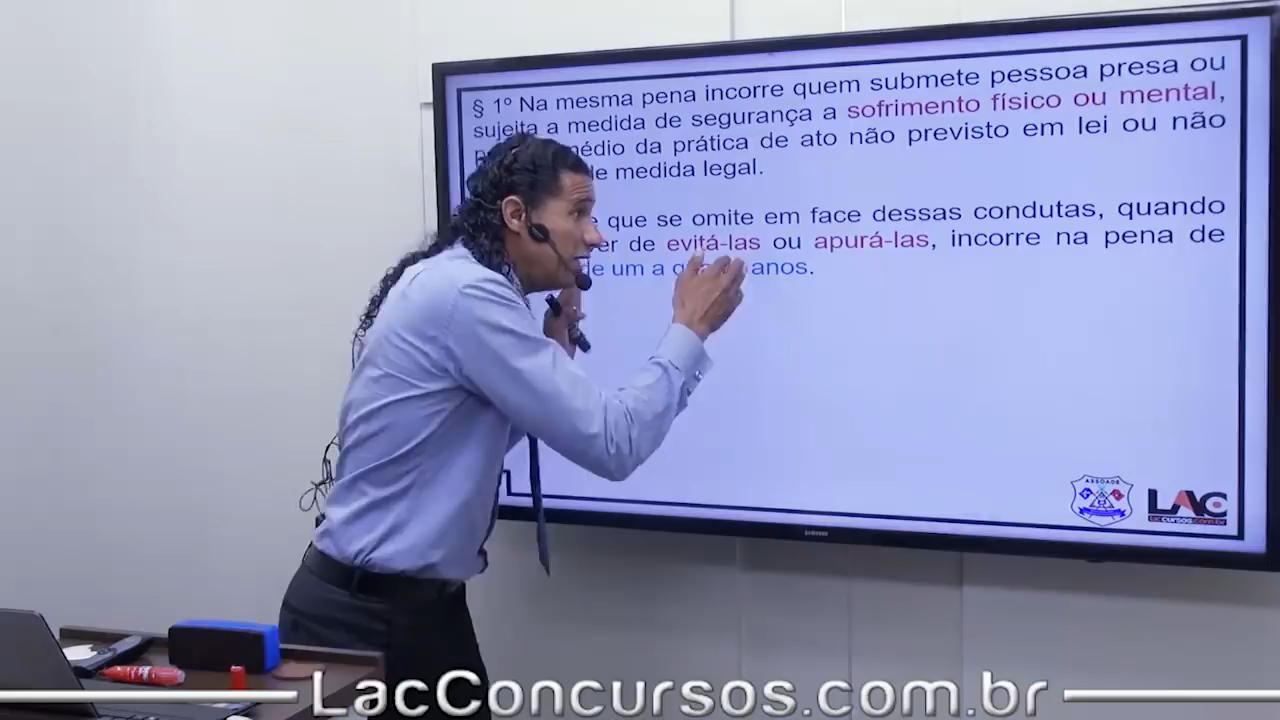 § 1º Na mesma pena incorre quem submete pessoa presa ou
sujeita a medida de segurança a sofrimento físico ou mental,
médio da prática de ato não previsto em lei ou não
de medida legal.
que se omite em face dessas condutas, quando
de evitá-las ou apurá-las, incorre na pena de
de um a anos.
ASSOADE
LAC
LacCursos.com.br
SAMSUNG
LacConcursos.com.br